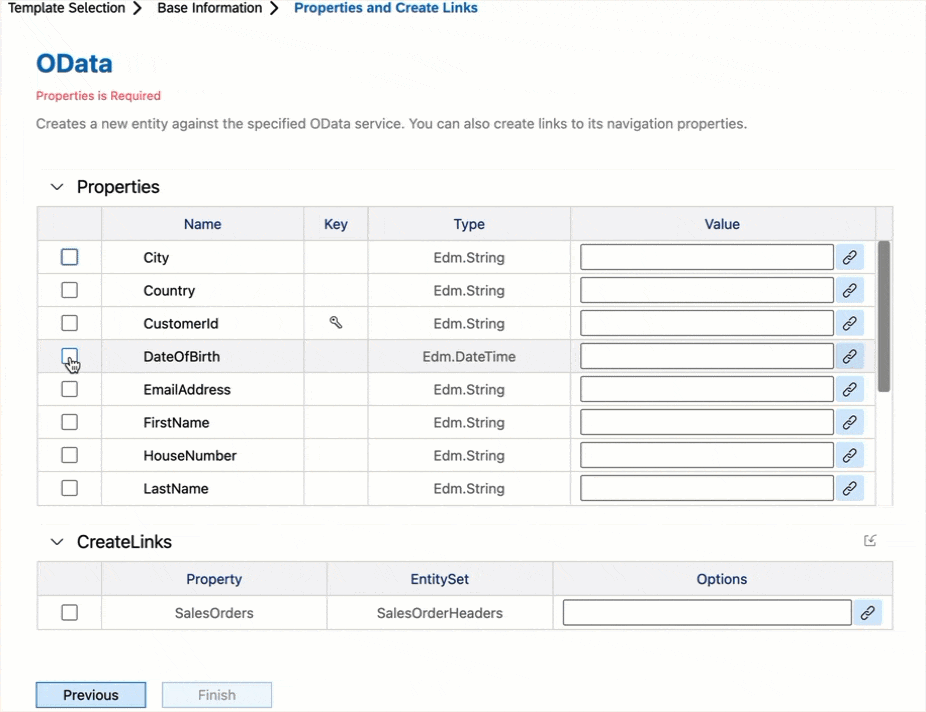 Template Selection > Base Information > Properties and Create Links
OData
Properties is Required
Creates a new entity against the specified OData service. You can also create links to its navigation properties.
Properties
Name Key Type Value
City Edm.String
Country Edm.String
CustomerId Edm.String
DateOfBirth Edm.DateTime
EmailAddress Edm.String
FirstName Edm.String
HouseNumber Edm.String
LastName Edm.String
CreateLinks
Property EntitySet Options
SalesOrders SalesOrderHeaders
Previous Finish